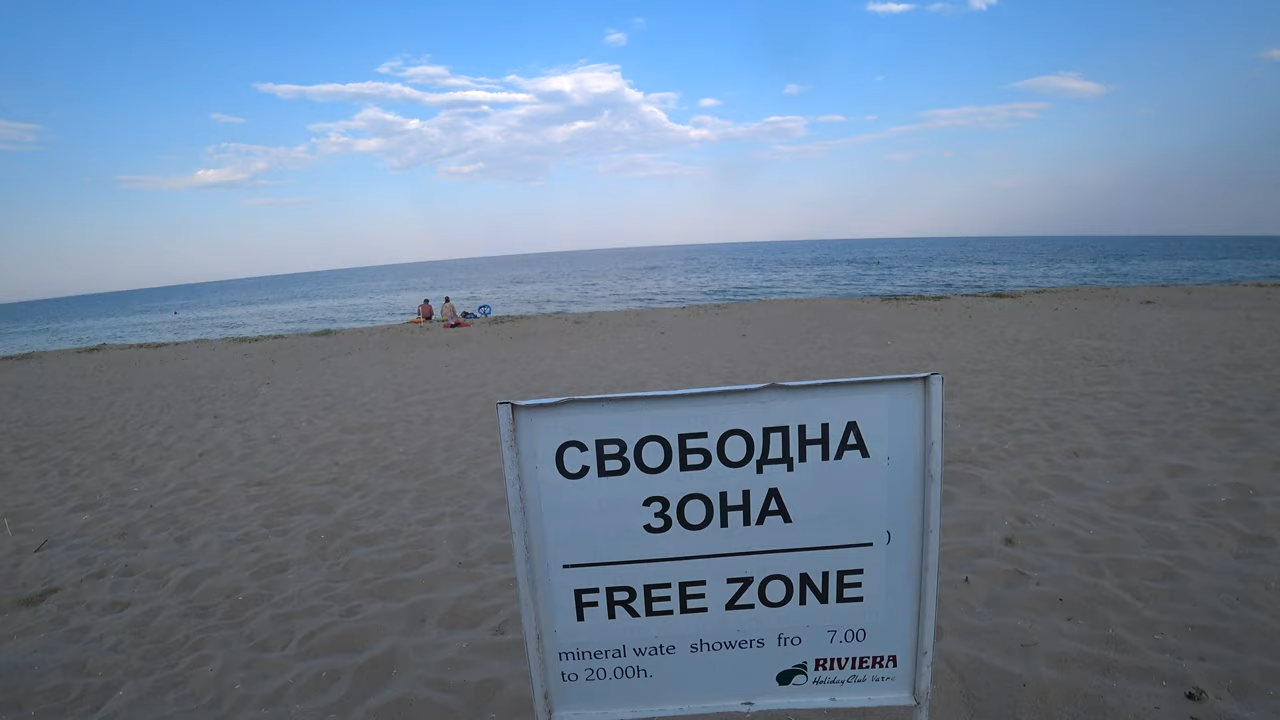 СВОБОДНА
ЗОНА
FREE ZONE
mineral wate showers fro 7.00
to 20.00h.
RIVIERA
Holiday Club Varna